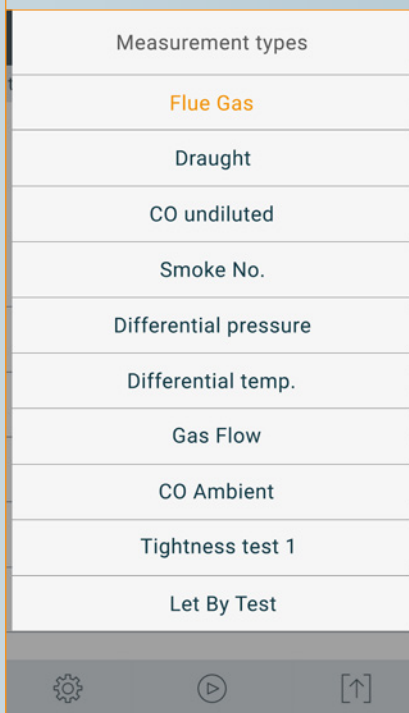 Measurement types
Flue Gas
Draught
CO undiluted
Smoke No.
Differential pressure
Differential temp.
Gas Flow
CO Ambient
Tightness test 1
Let By Test